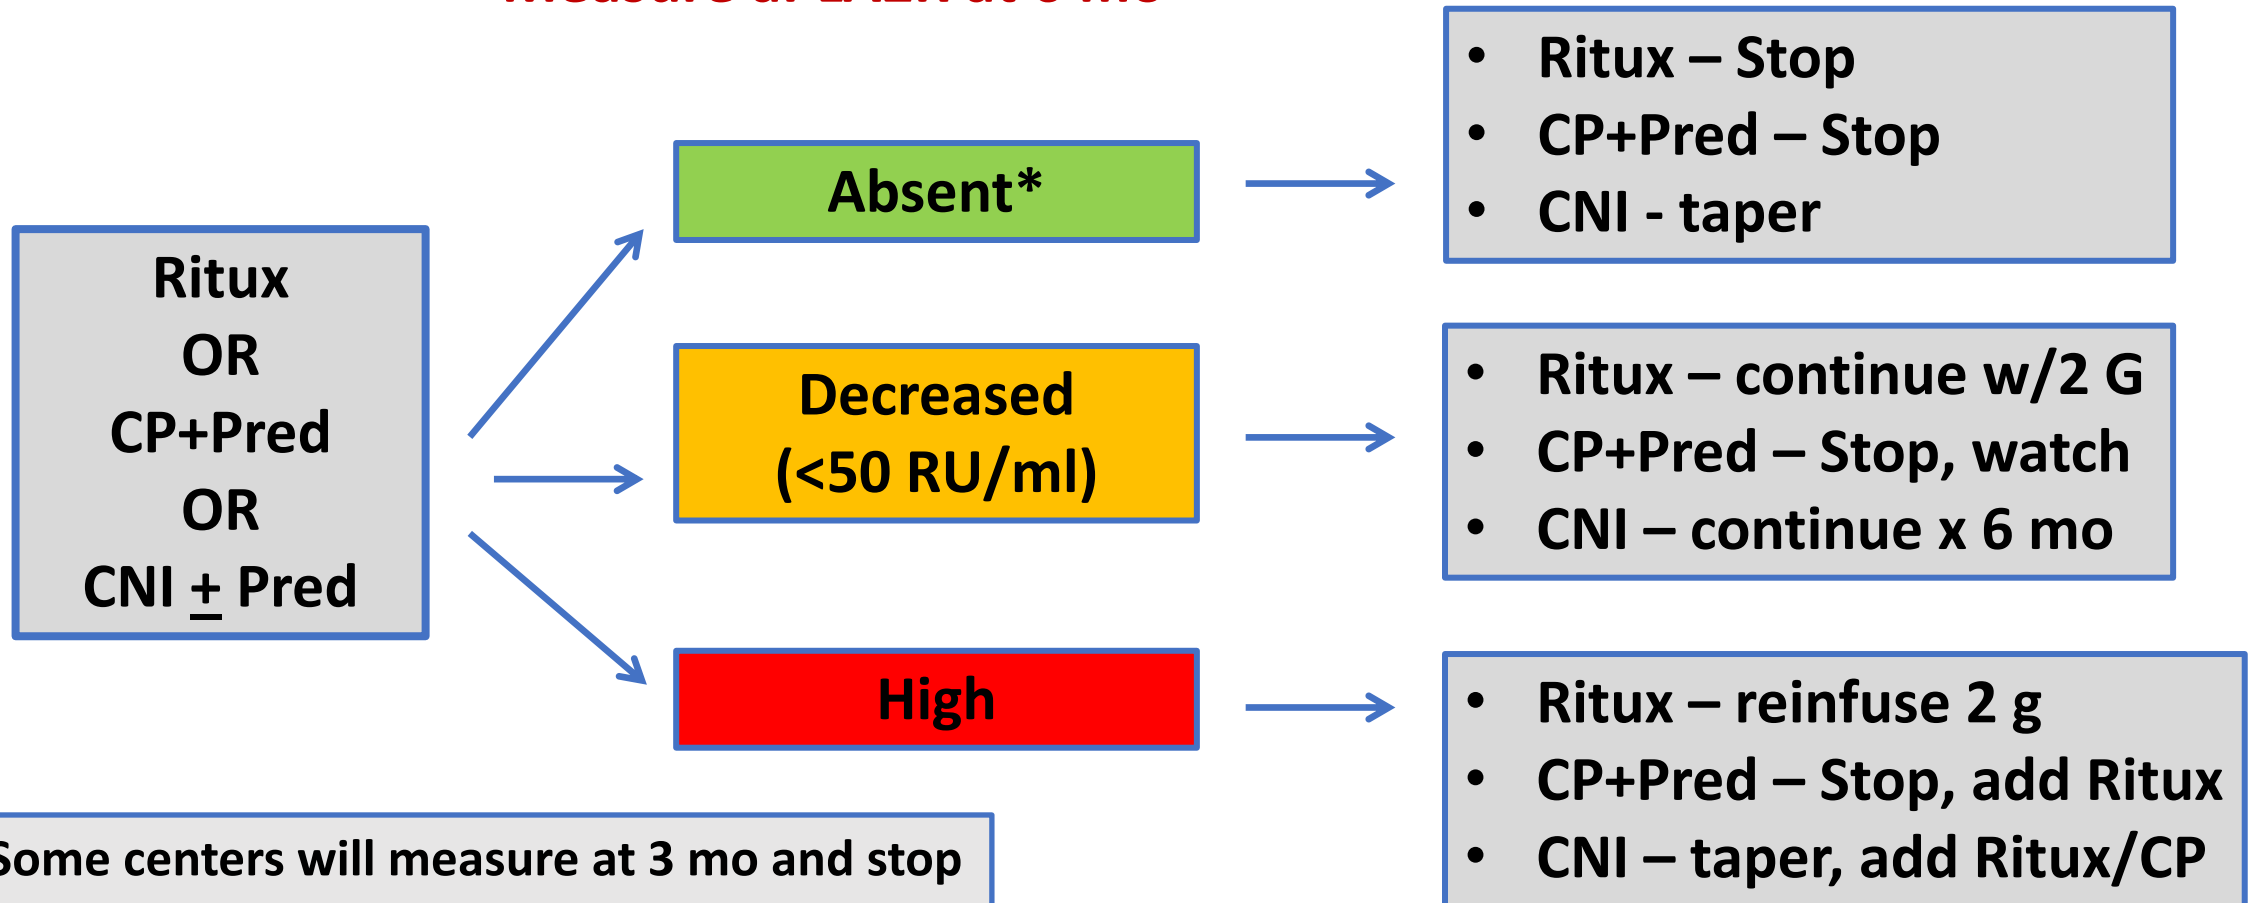 Ritux
OR
CP+Pred
OR
CNI ± Pred
Absent*
Decreased
(<50 RU/ml)
High
• Ritux – Stop
• CP+Pred – Stop
• CNI - taper
• Ritux – continue w/2 G
• CP+Pred – Stop, watch
• CNI – continue x 6 mo
• Ritux – reinfuse 2 g
• CP+Pred – Stop, add Ritux
• CNI – taper, add Ritux/CP
Some centers will measure at 3 mo and stop